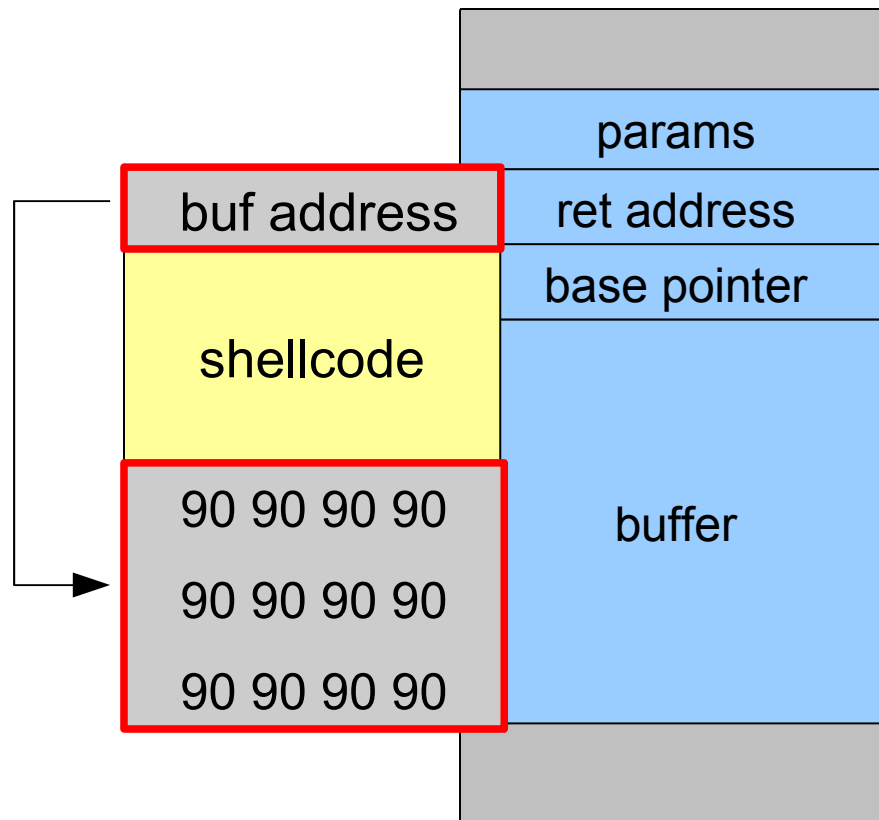 params
buf address
ret address
base pointer
shellcode
90 90 90 90
buffer
90 90 90 90
90 90 90 90